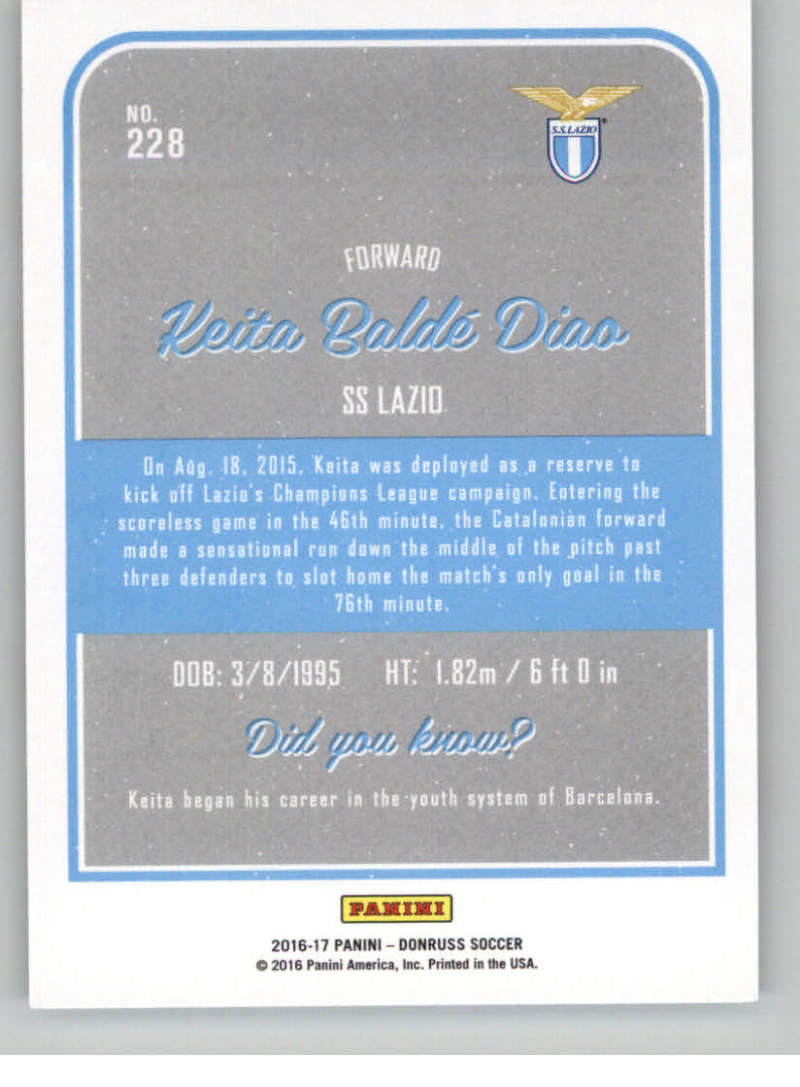 NO.
228
S.S.LAZIO
FORWARD
Keita Baldé Diao
SS LAZIO
On Aug. 18, 2015, Keita was deployed as a reserve to
kick off Lazio's Champions League campaign. Entering the
scoreless game in the 46th minute, the Catalonian forward
made a sensational run down the middle of the pitch past
three defenders to slot home the match's only goal in the
76th minute.
DOB: 3/8/1995 HT: 1.82m / 6 ft 0 in
Did you know?
Keita began his career in the youth system of Barcelona.
PANINI
2016-17 PANINI – DONRUSS SOCCER
© 2016 Panini America, Inc. Printed in the USA.